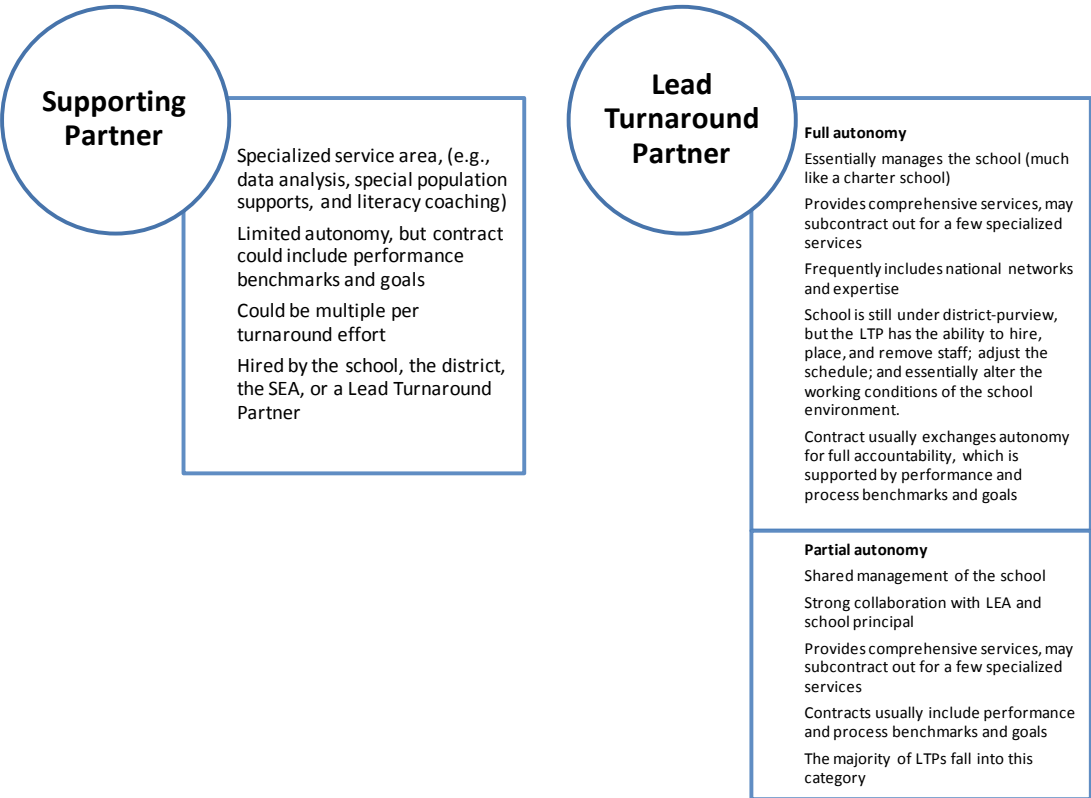 Supporting
Partner
Specialized service area, (e.g.,
data analysis, special population
supports, and literacy coaching)
Limited autonomy, but contract
could include performance
benchmarks and goals
Could be multiple per
turnaround effort
Hired by the school, the district,
the SEA, or a Lead Turnaround
Partner
Lead
Turnaround
Partner
Full autonomy
Essentially manages the school (much
like a charter school)
Provides comprehensive services, may
subcontract out for a few specialized
services
Frequently includes national networks
and expertise
School is still under district-purview,
but the LTP has the ability to hire,
place, and remove staff; adjust the
schedule; and essentially alter the
working conditions of the school
environment.
Contract usually exchanges autonomy
for full accountability, which is
supported by performance and
process benchmarks and goals
Partial autonomy
Shared management of the school
Strong collaboration with LEA and
school principal
Provides comprehensive services, may
subcontract out for a few specialized
services
Contracts usually include performance
and process benchmarks and goals
The majority of LTPs fall into this
category